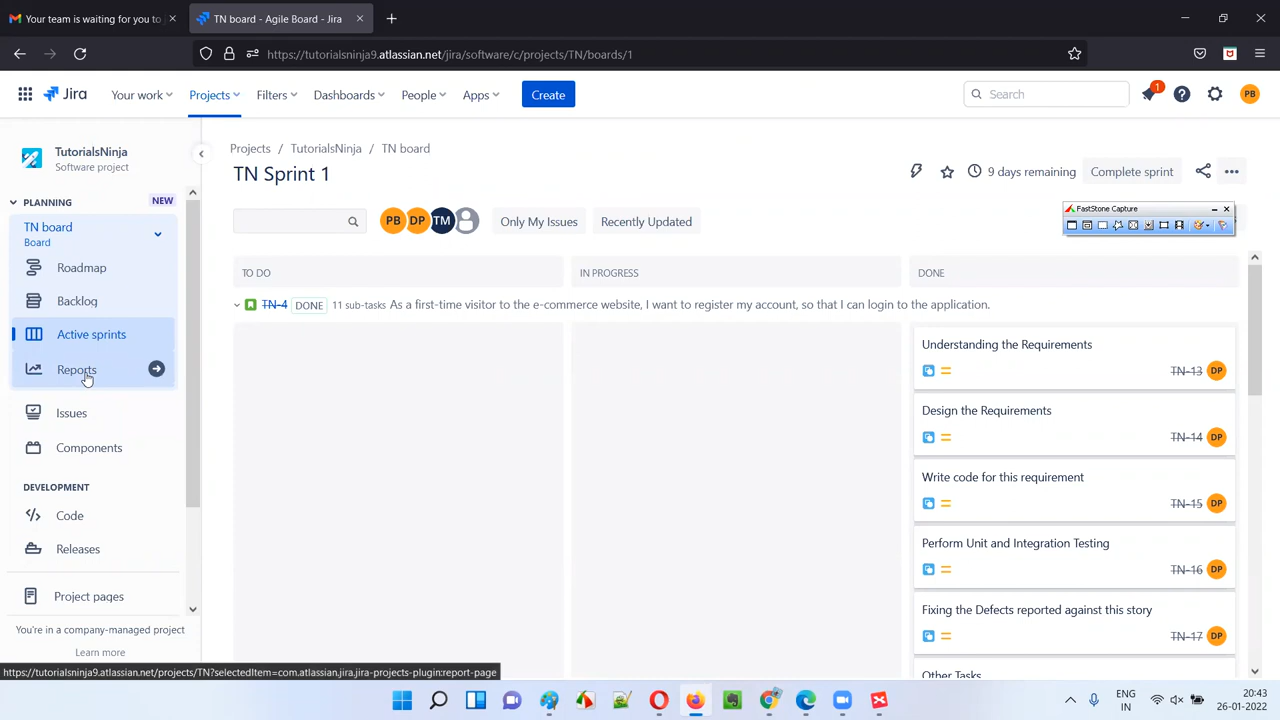 Your team is waiting for you to
TN board - Agile Board - Jira
https://tutorialsninja9.atlassian.net/jira/software/c/projects/TN/boards/1
Jira
Your work
Projects
Filters
Dashboards
People
Apps
Create
Search
1
PB
TutorialsNinja
Software project
PLANNING
NEW
TN board
Board
Roadmap
Backlog
Active sprints
Reports
Issues
Components
DEVELOPMENT
Code
Releases
Project pages
You're in a company-managed project
Learn more
Projects / TutorialsNinja / TN board
TN Sprint 1
9 days remaining
Complete sprint
PB DP TM
Only My Issues
Recently Updated
FastStone Capture
TO DO
IN PROGRESS
DONE
TN-4 DONE 11 sub-tasks As a first-time visitor to the e-commerce website, I want to register my account, so that I can login to the application.
Understanding the Requirements
TN-13 DP
Design the Requirements
TN-14 DP
Write code for this requirement
TN-15 DP
Perform Unit and Integration Testing
TN-16 DP
Fixing the Defects reported against this story
TN-17 DP
Other Tasks
https://tutorialsninja9.atlassian.net/projects/TN?selectedItem=com.atlassian.jira.jira-projects-plugin:report-page
ENG
IN
20:43
26-01-2022